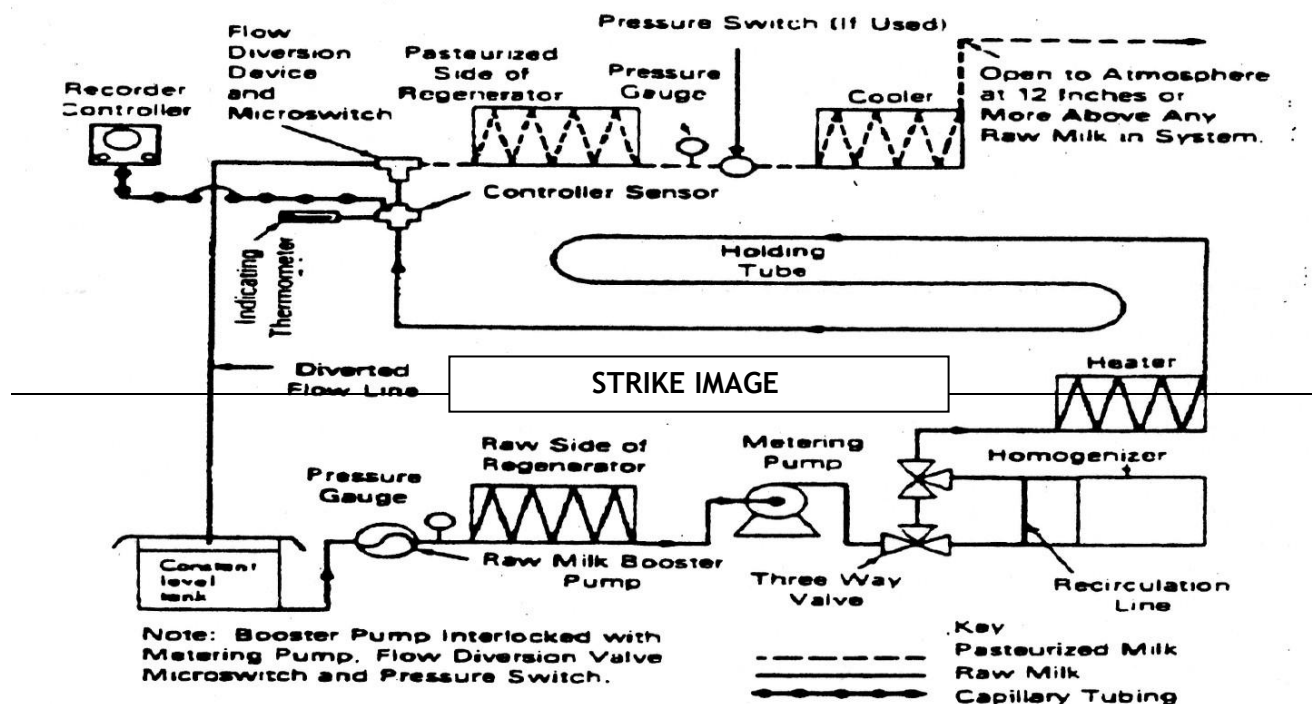 Pressure Switch (If Used)
Flow
Diversion
Device
and
Microswitch
Pasteurized
Side of
Regenerator
Pressure
Gauge
Cooler
Open to Atmosphere
at 12 Inches or
More Above Any
Raw Milk in System.
Recorder
Controller
Controller Sensor
Indicating
Thermometer
Holding
Tube
Diverted
Flow Line
STRIKE IMAGE
Heater
Raw Side of
Regenerator
Metering
Pump
Homogenizer
Pressure
Gauge
Constant
level
tank
Raw Milk Booster
Pump
Three Way
Valve
Recirculation
Line
Note: Booster Pump Interlocked with
Metering Pump, Flow Diversion Valve
Microswitch and Pressure Switch.
Key
Pasteurized Milk
Raw Milk
Capillary Tubing